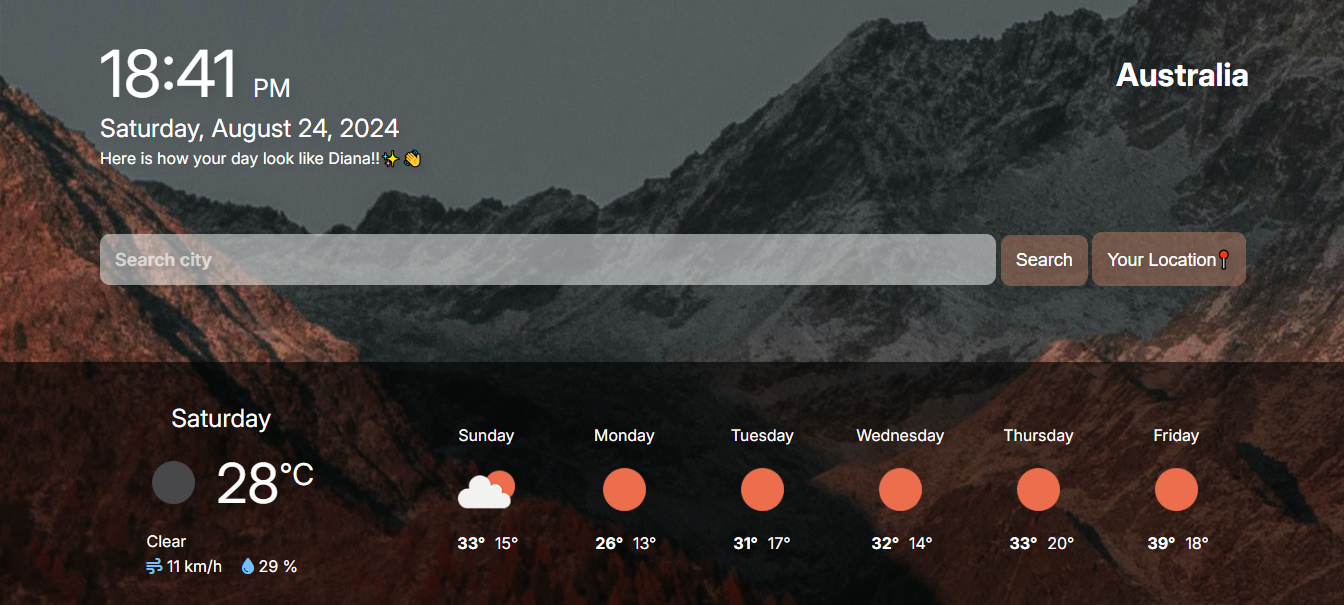 18:41 PM
Australia
Saturday, August 24, 2024
Here is how your day look like Diana!!✨👋
Search city
Search
Your Location📍
Saturday
28°C
Clear
11 km/h 29 %
Sunday
33° 15°
Monday
26° 13°
Tuesday
31° 17°
Wednesday
32° 14°
Thursday
33° 20°
Friday
39° 18°